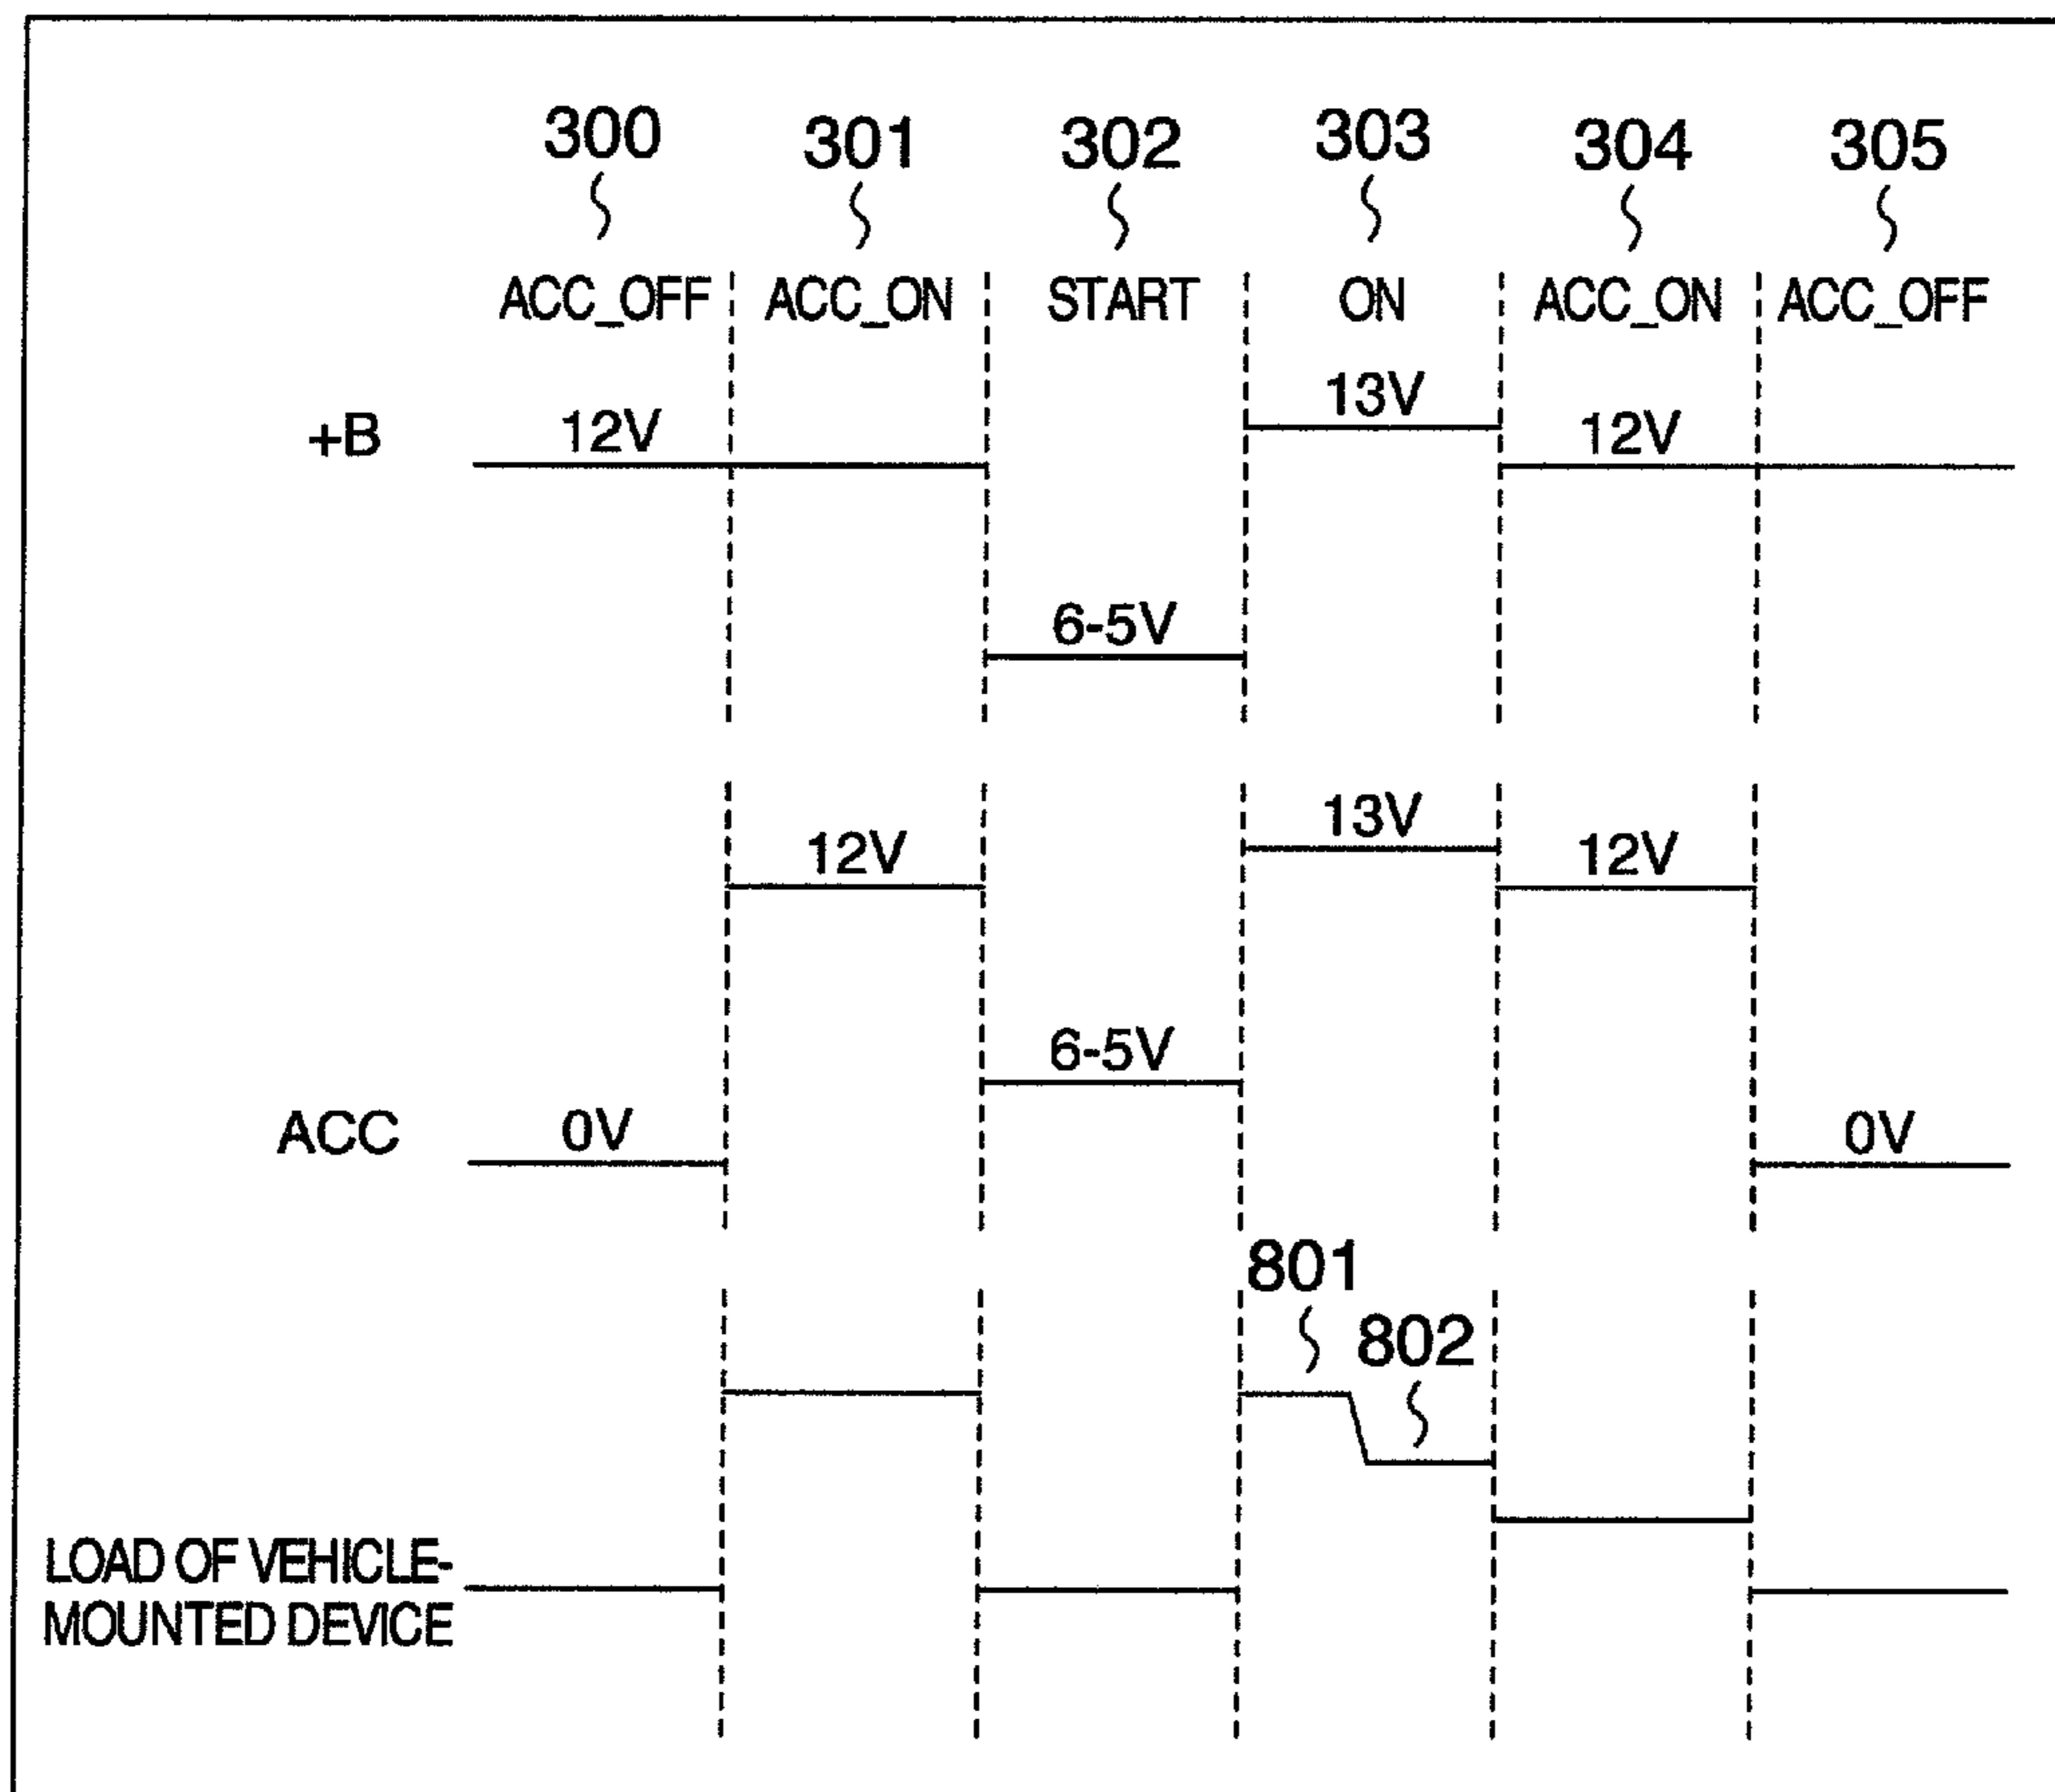 300 301 302 303 304 305
ACC_OFF ACC_ON START ON ACC_ON ACC_OFF
+B 12V 6-5V 13V 12V
ACC 0V 12V 6-5V 13V 12V 0V
801
802
LOAD OF VEHICLE-
MOUNTED DEVICE